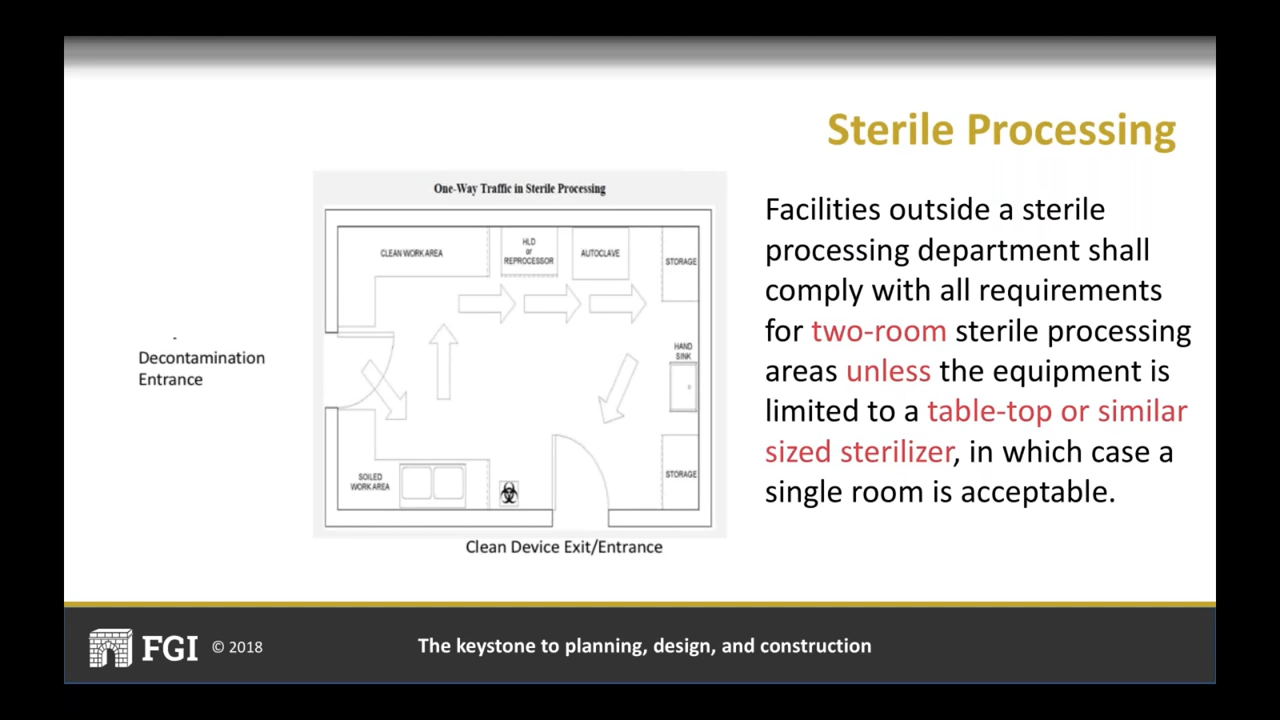 Sterile Processing
One-Way Traffic in Sterile Processing
CLEAN WORK AREA
HLD
or
REPROCESSOR
AUTOCLAVE
STORAGE
HAND
SINK
STORAGE
SOILED
WORK AREA
Decontamination
Entrance
Clean Device Exit/Entrance
Facilities outside a sterile
processing department shall
comply with all requirements
for two-room sterile processing
areas unless the equipment is
limited to a table-top or similar
sized sterilizer, in which case a
single room is acceptable.
FGI © 2018
The keystone to planning, design, and construction